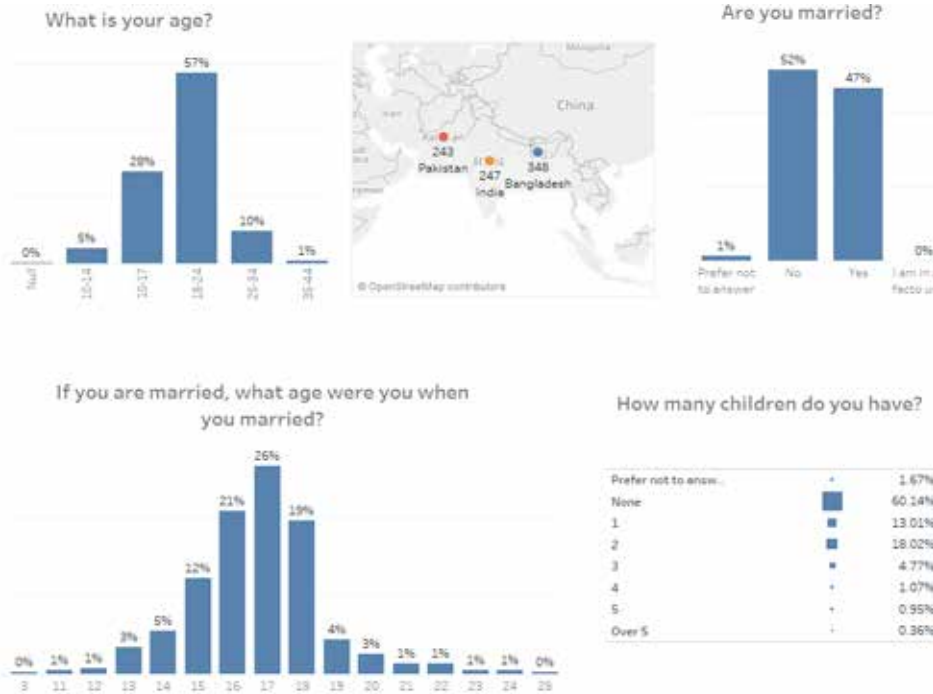 What is your age?
0%
5%
28%
57%
10%
1%
Null
10-14
18-24
35-44
China
243
Pakistan
247
India
348
Bangladesh
© OpenStreetMap contributors
Are you married?
1%
52%
47%
0%
Prefer not
to answer
No
Yes
I am in
facto
If you are married, what age were you when
you married?
0%
1%
1%
3%
5%
12%
21%
26%
19%
4%
3%
1%
1%
1%
1%
0%
3
11
12
13
14
15
16
17
18
19
20
21
22
23
24
How many children do you have?
Prefer not to answ.. 1.67%
None 60.14%
1 13.01%
2 18.02%
3 4.77%
4 1.07%
5 0.95%
Over 5 0.36%